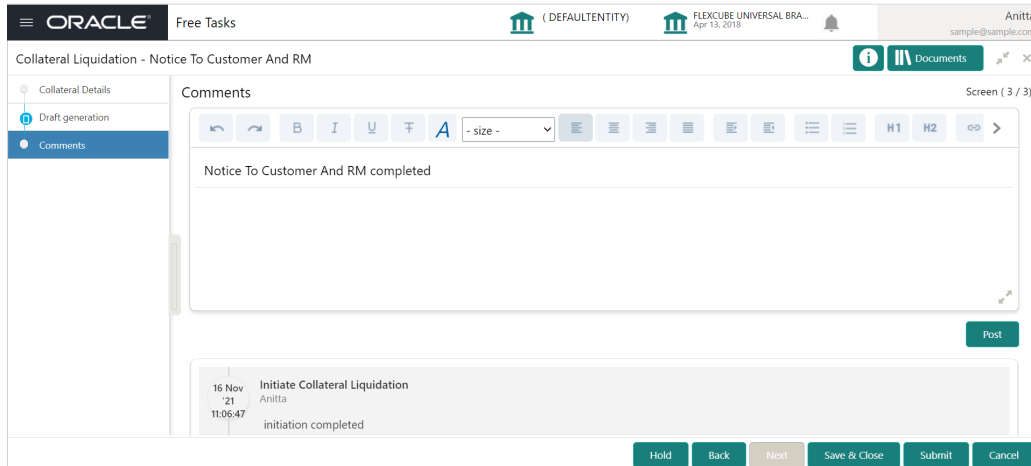 ORACLE
Free Tasks
( DEFAULTENTITY)
FLEXCUBE UNIVERSAL BRA...
Apr 13, 2018
Anitta
sample@sample.com
Collateral Liquidation - Notice To Customer And RM
i
Documents
Collateral Details
Draft generation
Comments
Comments
Screen ( 3 / 3)
B I U T A - size - H1 H2
Notice To Customer And RM completed
Post
16 Nov '21 11:06:47
Initiate Collateral Liquidation
Anitta
initiation completed
Hold Back Next Save & Close Submit Cancel